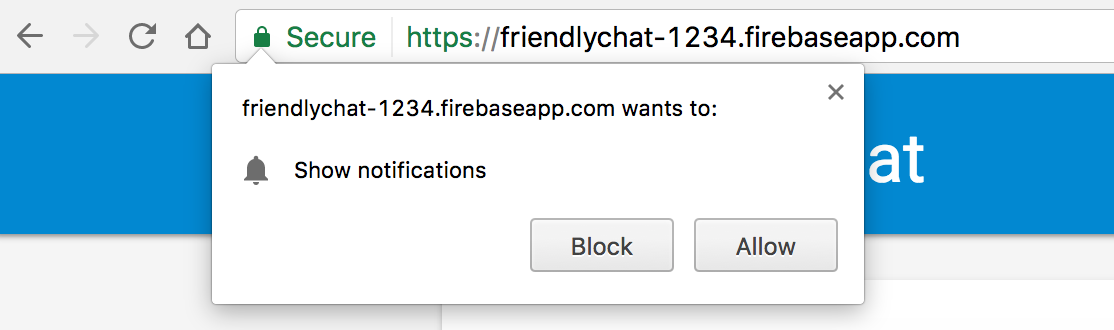 Secure https://friendlychat-1234.firebaseapp.com
friendlychat-1234.firebaseapp.com wants to:
at
Show notifications
Block Allow